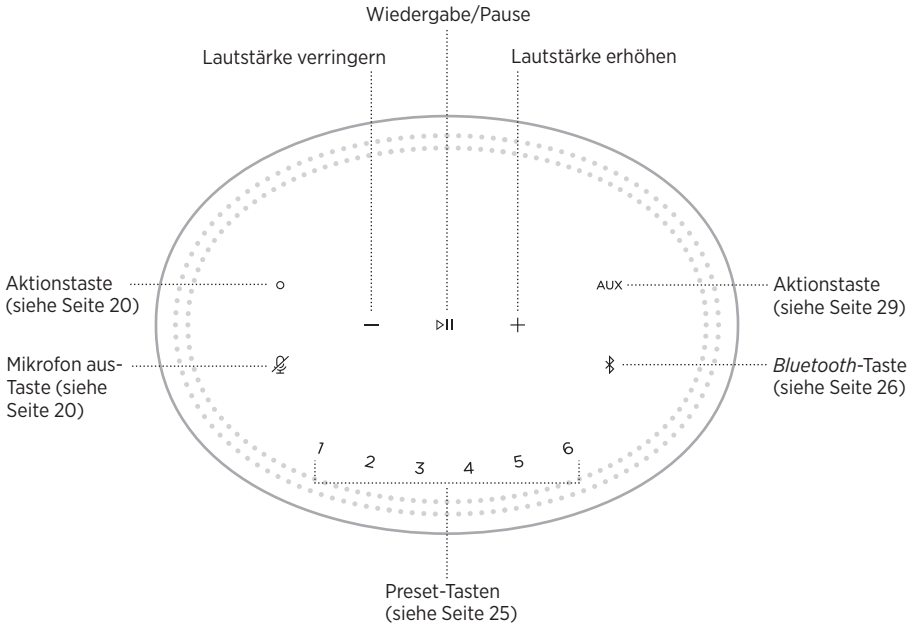 Wiedergabe/Pause
Lautstärke verringern
Lautstärke erhöhen
Aktionstaste
(siehe Seite 20)
AUX
Aktionstaste
(siehe Seite 29)
Mikrofon aus-
Taste (siehe
Seite 20)
Bluetooth-Taste
(siehe Seite 26)
1 2 3 4 5 6
Preset-Tasten
(siehe Seite 25)